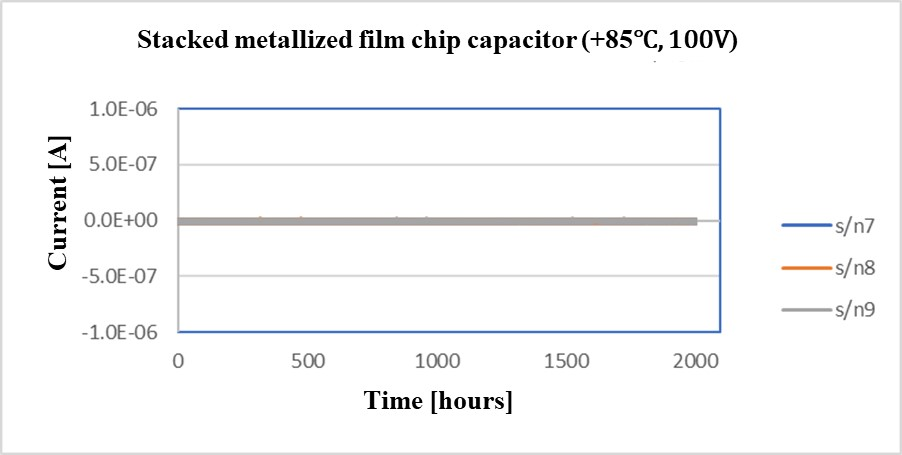 Stacked metallized film chip capacitor (+85℃, 100V)
Current [A]
1.0E-06
5.0E-07
0.0E+00
-5.0E-07
-1.0E-06
0 500 1000 1500 2000
Time [hours]
s/n7
s/n8
s/n9